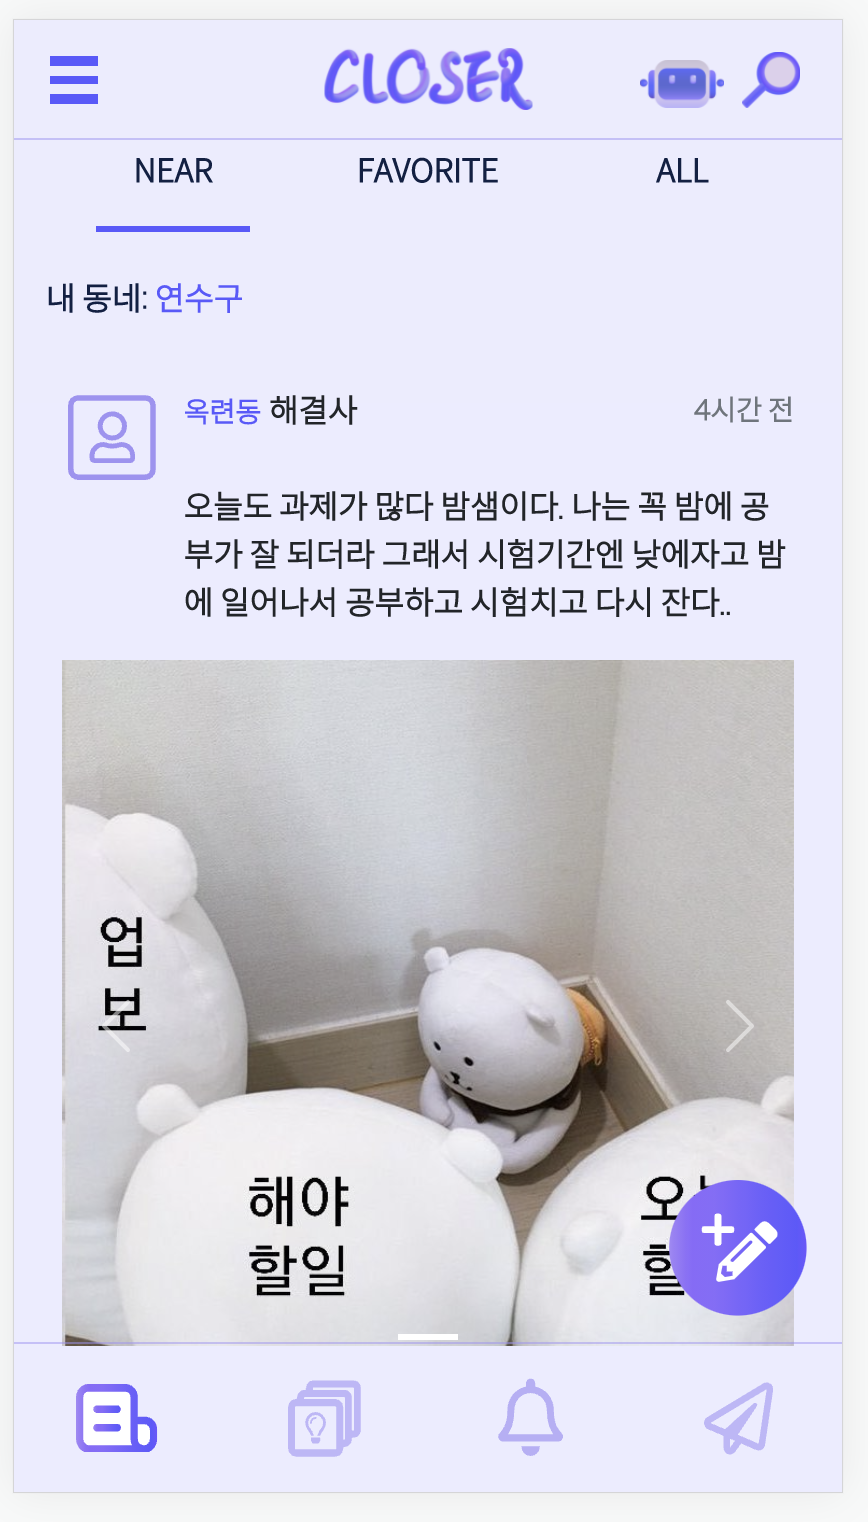 CLOSER
NEAR FAVORITE ALL
내 동네: 연수구
옥련동 해결사 4시간 전
오늘도 과제가 많다 밤샘이다. 나는 꼭 밤에 공
부가 잘 되더라 그래서 시험기간엔 낮에자고 밤
에 일어나서 공부하고 시험치고 다시 잔다..
업
보
해야
할일